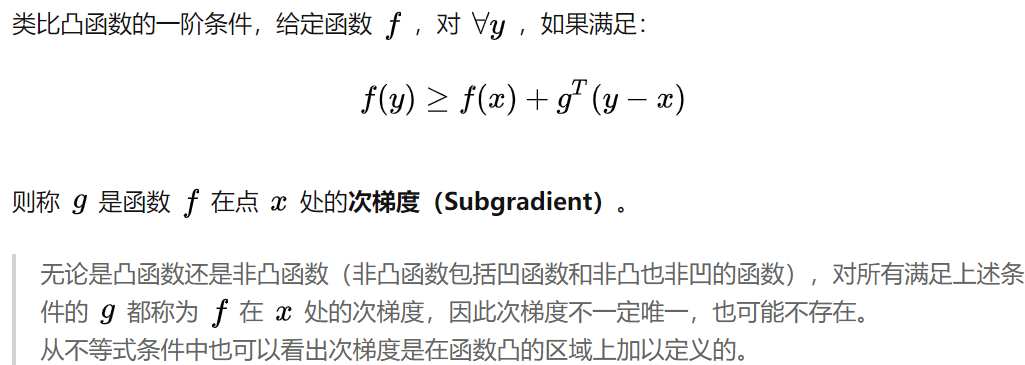 类比凸函数的一阶条件，给定函数 f ，对 ∀y ，如果满足：
f(y) ≥ f(x) + g^T(y − x)
则称 g 是函数 f 在点 x 处的次梯度（Subgradient）。
无论是凸函数还是非凸函数（非凸函数包括凹函数和非凸也非凹的函数），对所有满足上述条
件的 g 都称为 f 在 x 处的次梯度，因此次梯度不一定唯一，也可能不存在。
从不等式条件中也可以看出次梯度是在函数凸的区域上加以定义的。